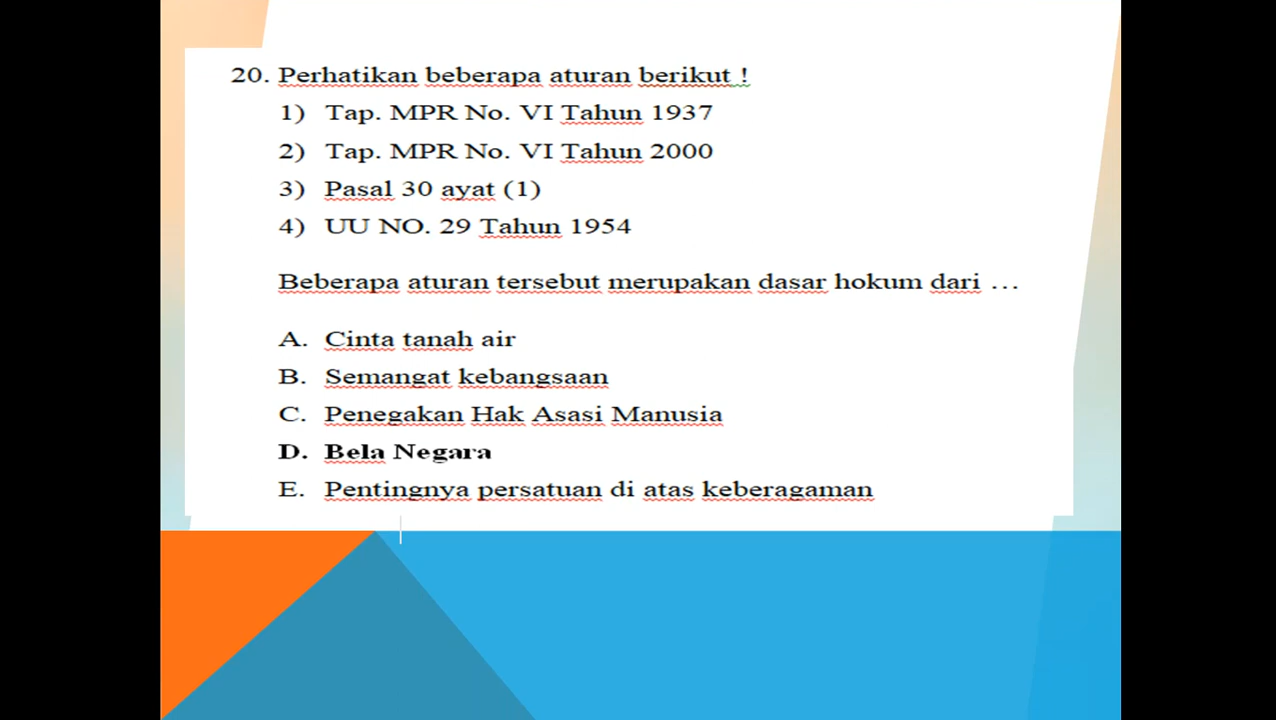 20. Perhatikan beberapa aturan berikut !
1) Tap. MPR No. VI Tahun 1937
2) Tap. MPR No. VI Tahun 2000
3) Pasal 30 ayat (1)
4) UU NO. 29 Tahun 1954
Beberapa aturan tersebut merupakan dasar hokum dari …
A. Cinta tanah air
B. Semangat kebangsaan
C. Penegakan Hak Asasi Manusia
D. Bela Negara
E. Pentingnya persatuan di atas keberagaman